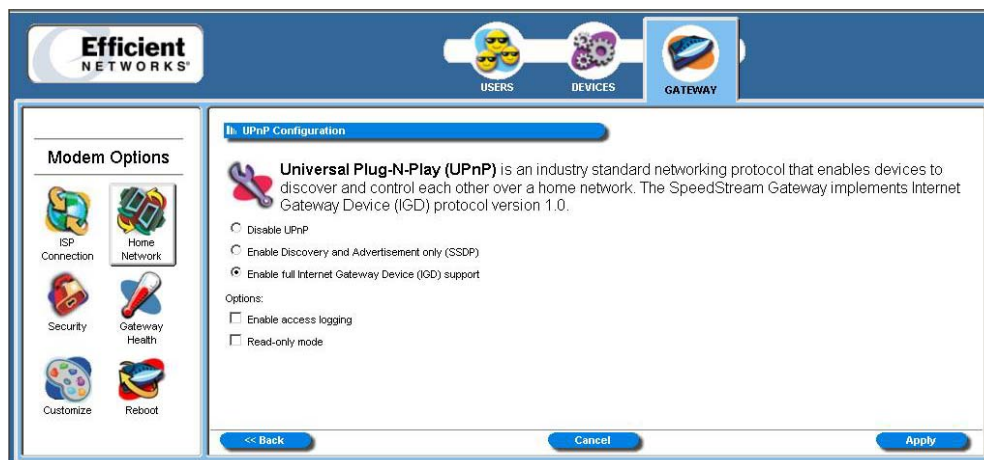 Efficient
NETWORKS®
USERS
DEVICES
GATEWAY
Modem Options
ISP
Connection
Home
Network
Security
Gateway
Health
Customize
Reboot
UPnP Configuration
Universal Plug-N-Play (UPnP) is an industry standard networking protocol that enables devices to
discover and control each other over a home network. The SpeedStream Gateway implements Internet
Gateway Device (IGD) protocol version 1.0.
Disable UPnP
Enable Discovery and Advertisement only (SSDP)
Enable full Internet Gateway Device (IGD) support
Options:
Enable access logging
Read-only mode
<< Back
Cancel
Apply